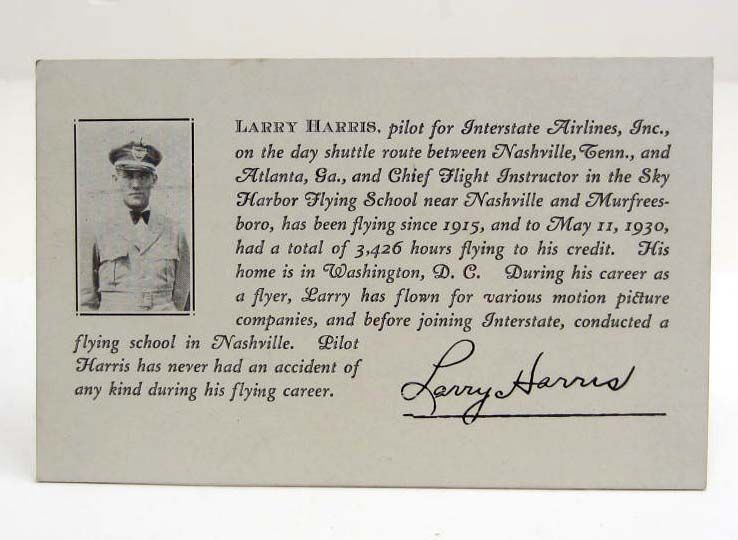 LARRY HARRIS, pilot for Interstate Airlines, Inc.,
on the day shuttle route between Nashville, Tenn., and
Atlanta, Ga., and Chief Flight Instructor in the Sky
Harbor Flying School near Nashville and Murfrees-
boro, has been flying since 1915, and to May 11, 1930,
had a total of 3,426 hours flying to his credit. His
home is in Washington, D. C. During his career as
a flyer, Larry has flown for various motion picture
companies, and before joining Interstate, conducted a
flying school in Nashville. Pilot
Harris has never had an accident of
any kind during his flying career.
Larry Harris